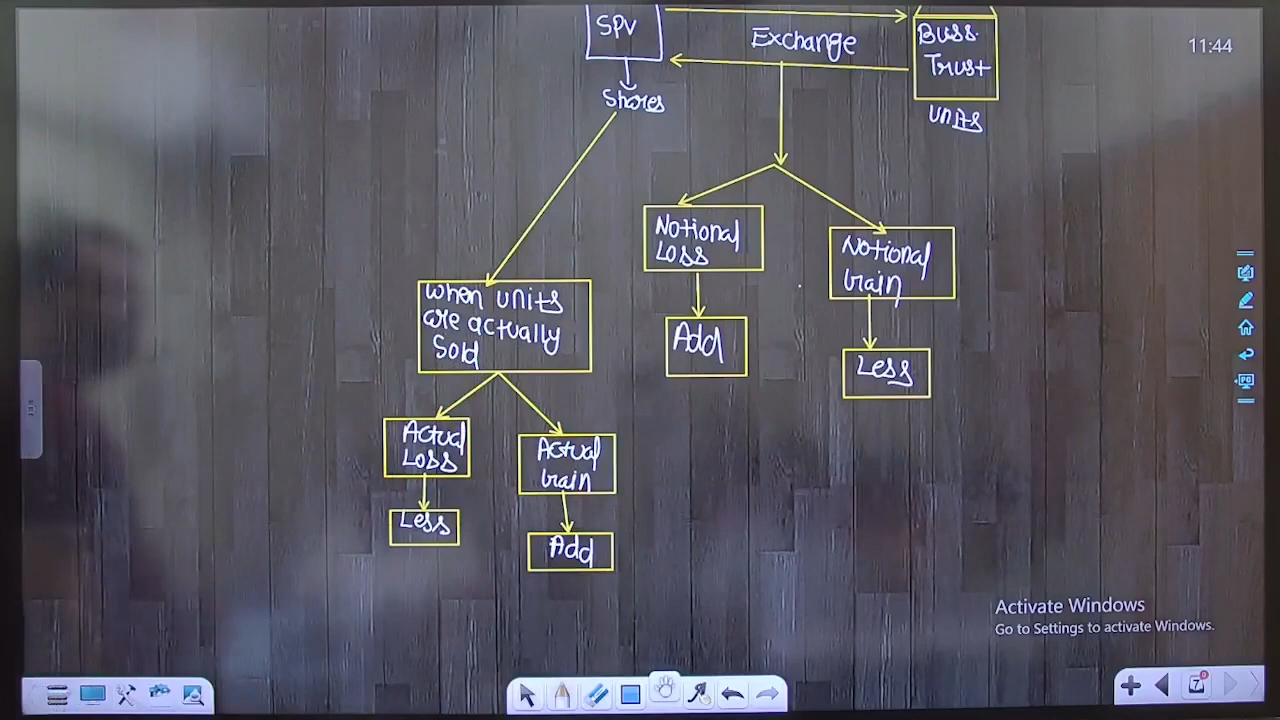 SPV
Shares
Exchange
Buss.
Trust
Units
11:44
Notional
Loss
Add
Notional
Gain
Less
When units
are actually
Sold
Actual
Loss
Less
Actual
Gain
Add
Activate Windows
Go to Settings to activate Windows.